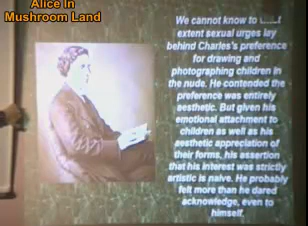 Alice In
Mushroom Land
We cannot know to
extent sexual urges lay
behind Charles's preference
for drawing and
photographing children in
the nude. He contended the
preference was entirely
aesthetic. But given his
emotional attachment to
children as well as his
aesthetic appreciation of
their forms, his assertion
that his interest was strictly
artistic is naive. He probably
felt more than he dared
acknowledge, even to
himself.